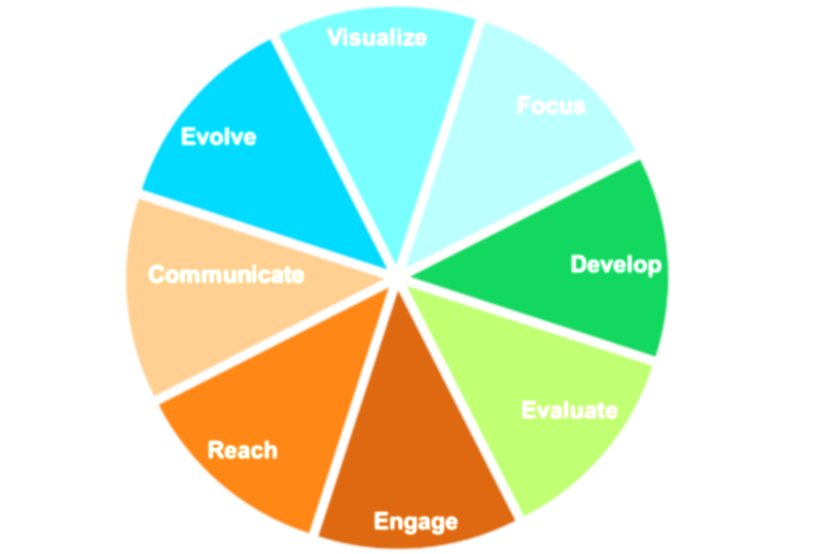 Visualize
Focus
Develop
Evaluate
Engage
Reach
Communicate
Evolve